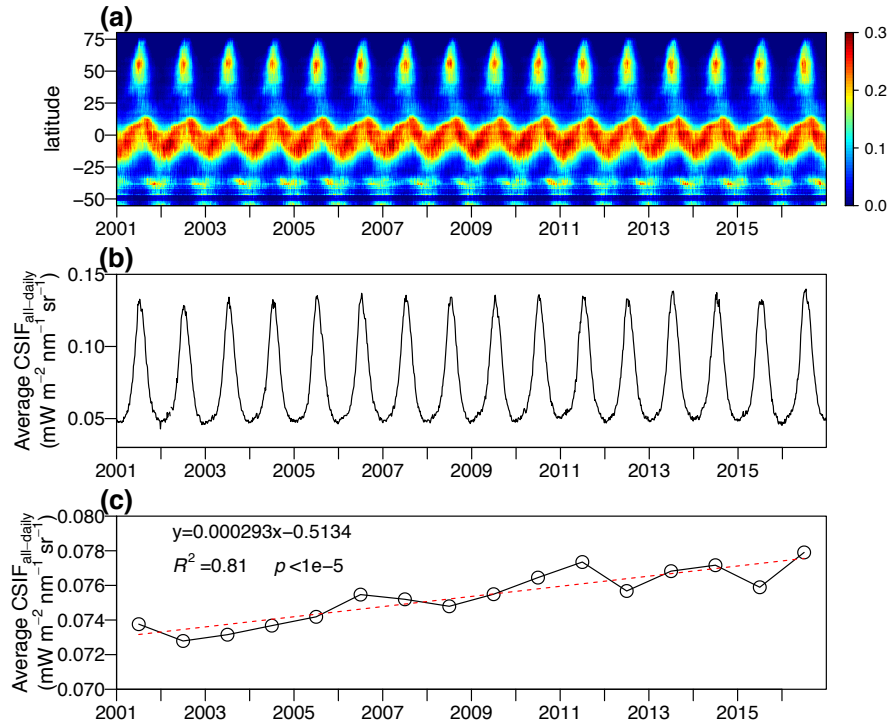 (a)
latitude
75
50
25
0
−25
−50
2001 2003 2005 2007 2009 2011 2013 2015
0.3
0.2
0.1
0.0
(b)
Average CSIF all−daily
(mW m−2 nm−1 sr−1)
0.15
0.10
0.05
2001 2003 2005 2007 2009 2011 2013 2015
(c)
Average CSIF all−daily
(mW m−2 nm−1 sr−1)
0.080
0.078
0.076
0.074
0.072
0.070
y=0.000293x−0.5134
R2 =0.81 p <1e−5
2001 2003 2005 2007 2009 2011 2013 2015